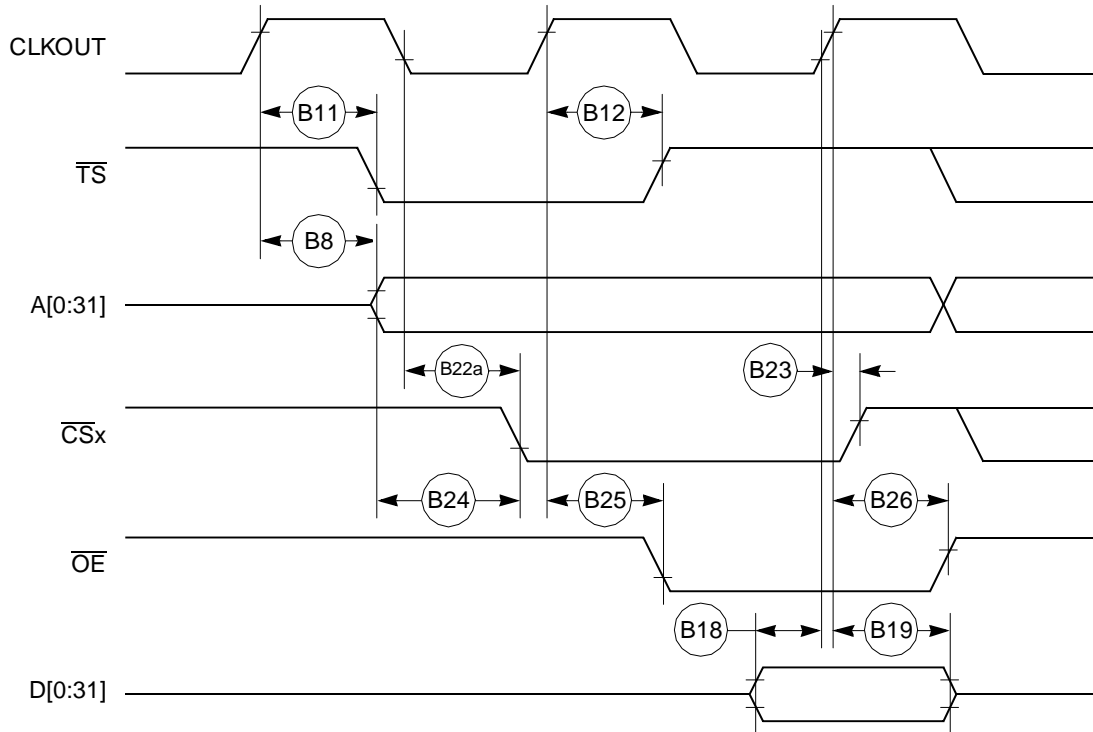 CLKOUT
B11
B12
TS
B8
A[0:31]
B22a
B23
CSx
B24
B25
B26
OE
B18
B19
D[0:31]